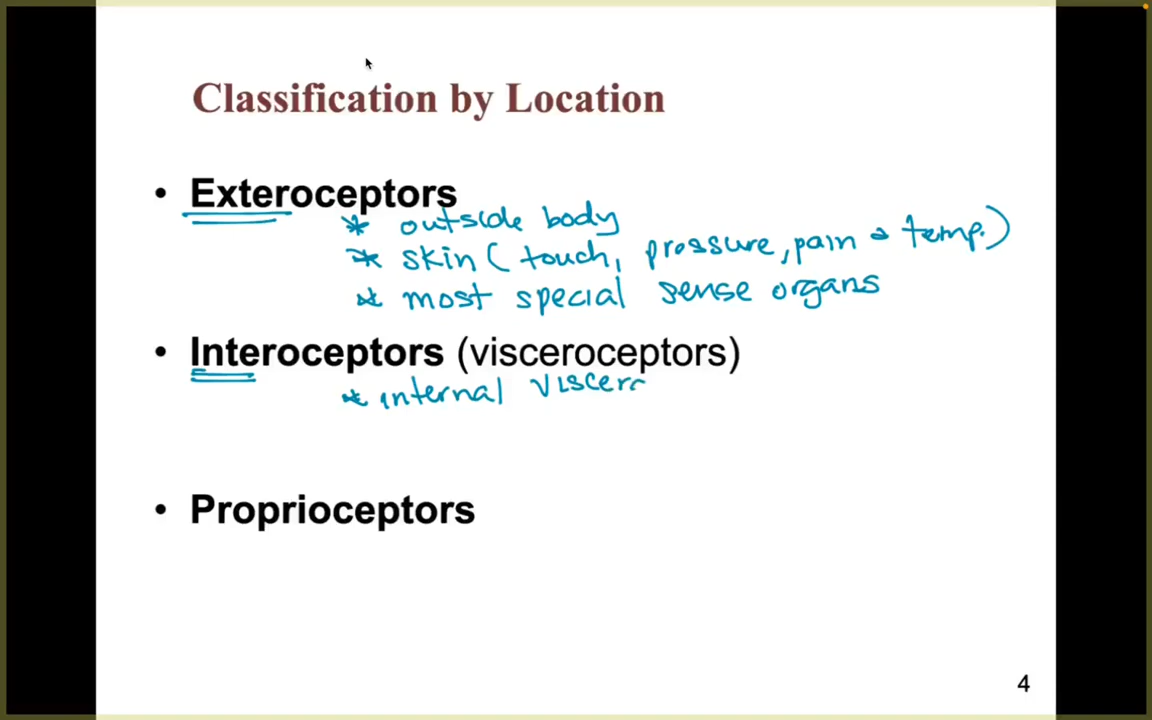 Classification by Location
• Exteroceptors
* outside body
* skin (touch, pressure, pain & temp.)
* most special sense organs
• Interoceptors (visceroceptors)
* internal viscera
• Proprioceptors
4